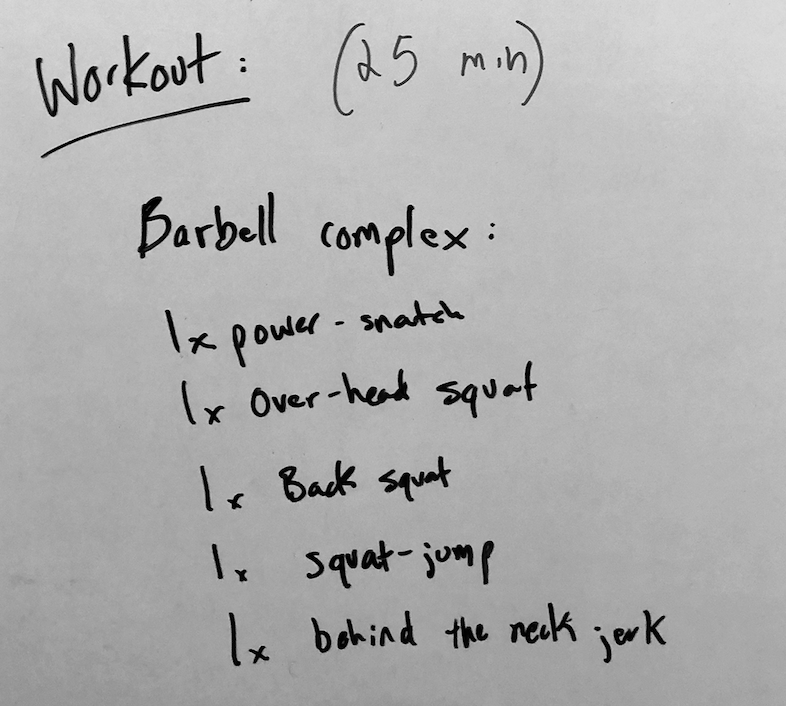 Workout: (25 min)
Barbell complex:
1x power-snatch
1x Over-head squat
1x Back squat
1x squat-jump
1x behind the neck jerk